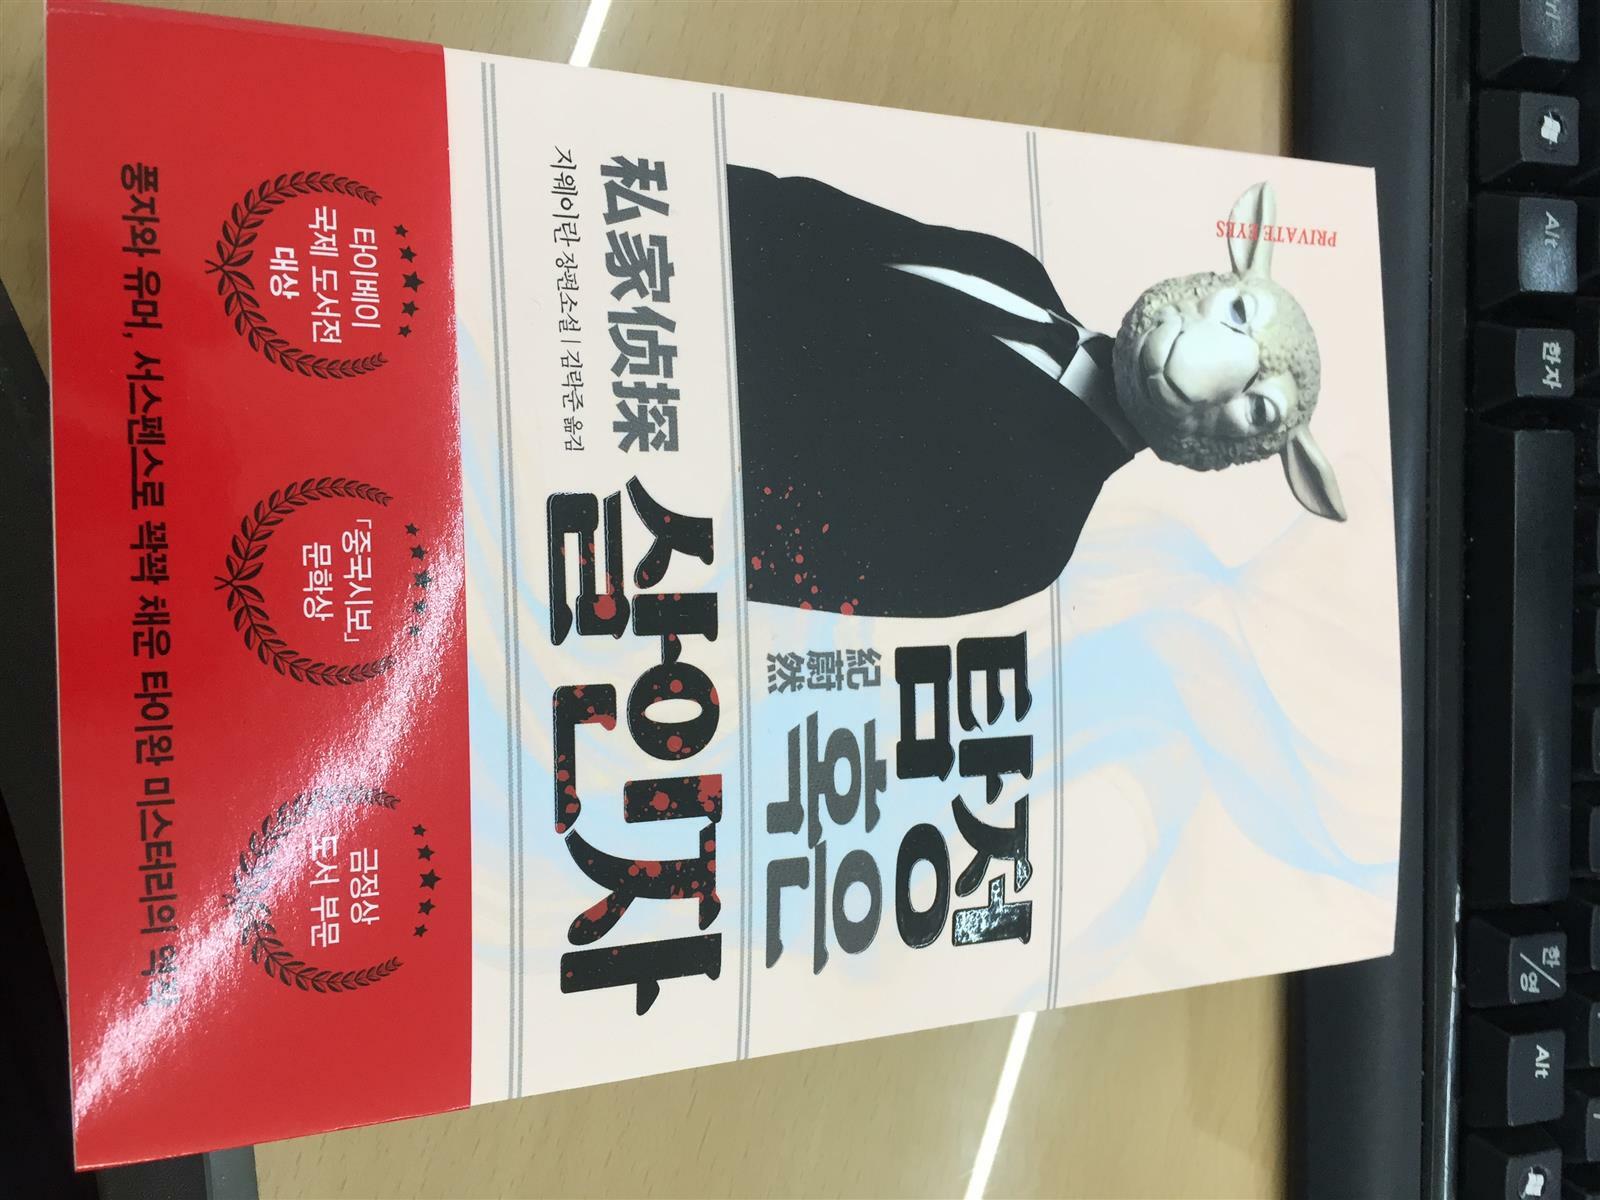 PRIVATE EYES
탐정
혹은
紀蔚然
살인자
私家偵探
지웨이란 장편소설 | 김락준 옮김
타이베이
국제 도서전
대상
「중국시보」
문학상
금정상
도서 부문
풍자와 유머, 서스펜스로 꽉꽉 채운 타이완 미스터리의 역작
Alt
한자
한/영
Alt